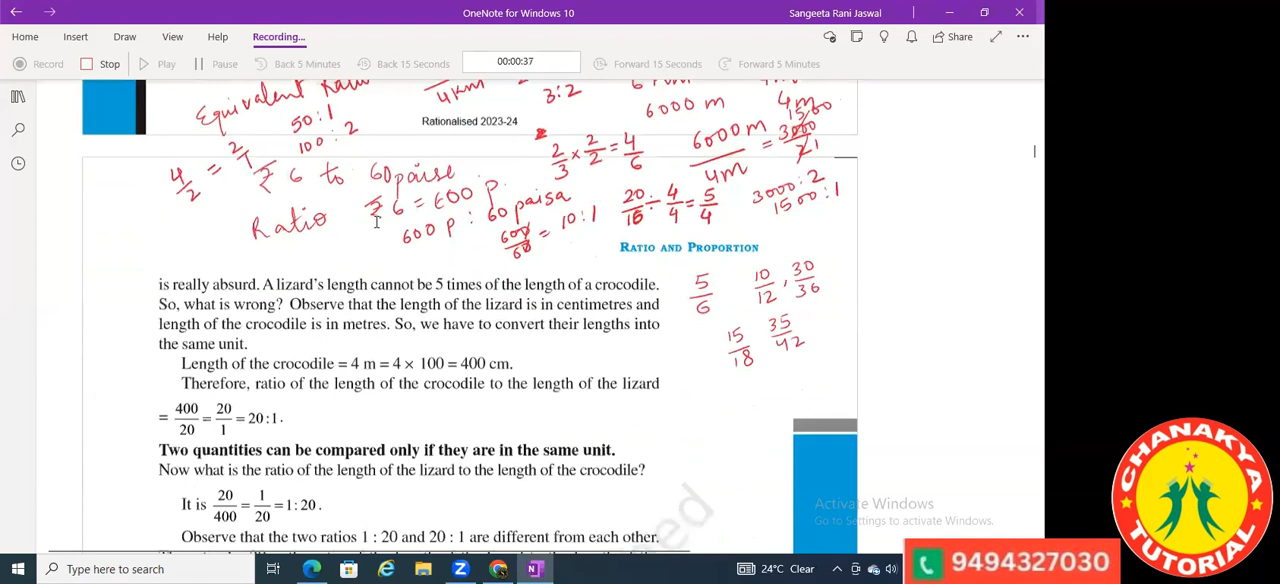 OneNote for Windows 10
Sangeeta Rani Jaswal
Home Insert Draw View Help Recording...
Share
Record Stop Play Pause Back 5 Minutes Back 15 Seconds 00:00:37 Forward 15 Seconds Forward 5 Minutes
Equivalent
50:1
100:2
4/2 = 2/1
4KM
3:2
Rationalised 2023-24
6000 m
4m
6000 m / 4m = 3000/2
1500
1
3000:2
1500:1
2/3 × 2/2 = 4/6
₹ 6 to 60 paise
Ratio
₹ 6 = 600 p.
600 P : 60 paisa
600/60 = 10:1
20/16 ÷ 4/4 = 5/4
RATIO AND PROPORTION
is really absurd. A lizard's length cannot be 5 times of the length of a crocodile.
So, what is wrong? Observe that the length of the lizard is in centimetres and
length of the crocodile is in metres. So, we have to convert their lengths into
the same unit.
5/6
10/12, 30/36
15/18 35/42
Length of the crocodile = 4 m = 4 × 100 = 400 cm.
Therefore, ratio of the length of the crocodile to the length of the lizard
= 400/20 = 20/1 = 20:1.
Two quantities can be compared only if they are in the same unit.
Now what is the ratio of the length of the lizard to the length of the crocodile?
It is 20/400 = 1/20 = 1:20.
Observe that the two ratios 1 : 20 and 20 : 1 are different from each other.
Activate Windows
Go to Settings to activate Windows.
CHANAKYA
TUTORIAL
9494327030
Type here to search
24°C Clear